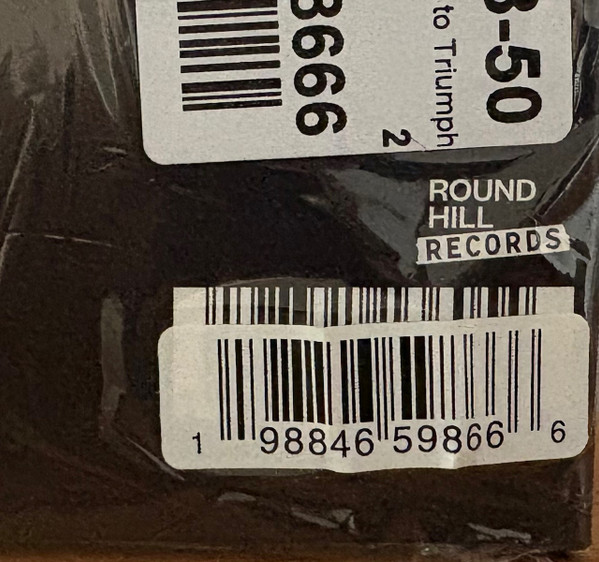 8666
to Triumph
3-50
2
ROUND
HILL
RECORDS
1 98846 59866 6